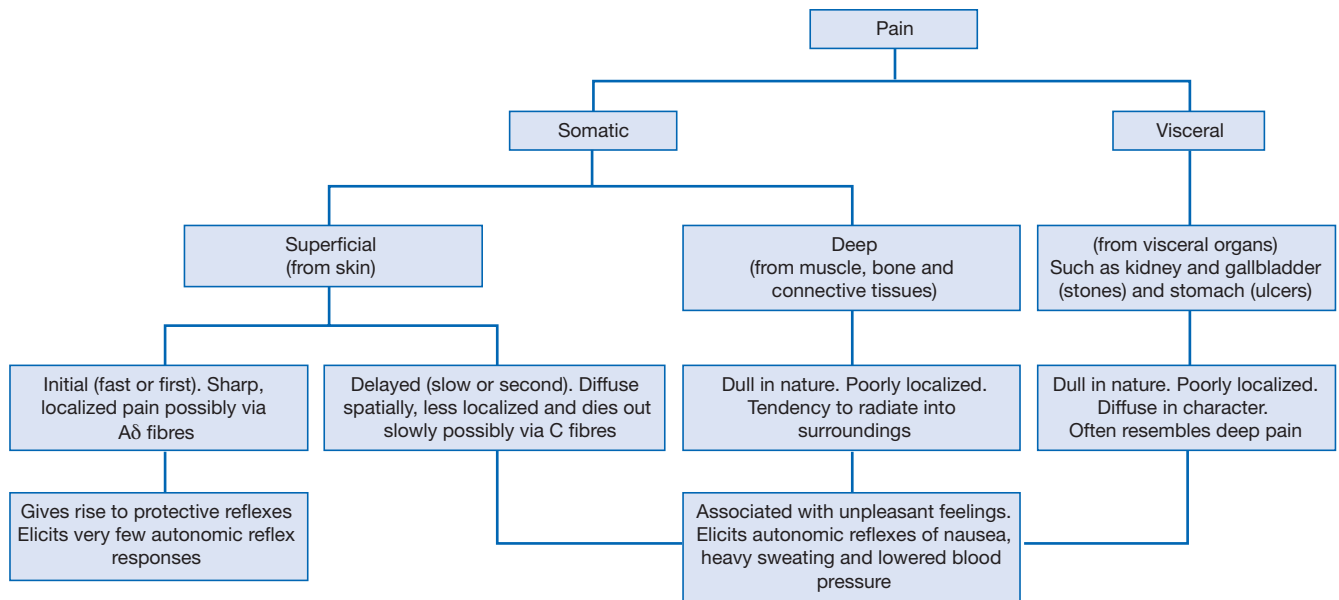 Pain
Somatic
Visceral
Superficial
(from skin)
Deep
(from muscle, bone and
connective tissues)
(from visceral organs)
Such as kidney and gallbladder
(stones) and stomach (ulcers)
Initial (fast or first). Sharp,
localized pain possibly via
Aδ fibres
Delayed (slow or second). Diffuse
spatially, less localized and dies out
slowly possibly via C fibres
Dull in nature. Poorly localized.
Tendency to radiate into
surroundings
Dull in nature. Poorly localized.
Diffuse in character.
Often resembles deep pain
Gives rise to protective reflexes
Elicits very few autonomic reflex
responses
Associated with unpleasant feelings.
Elicits autonomic reflexes of nausea,
heavy sweating and lowered blood
pressure